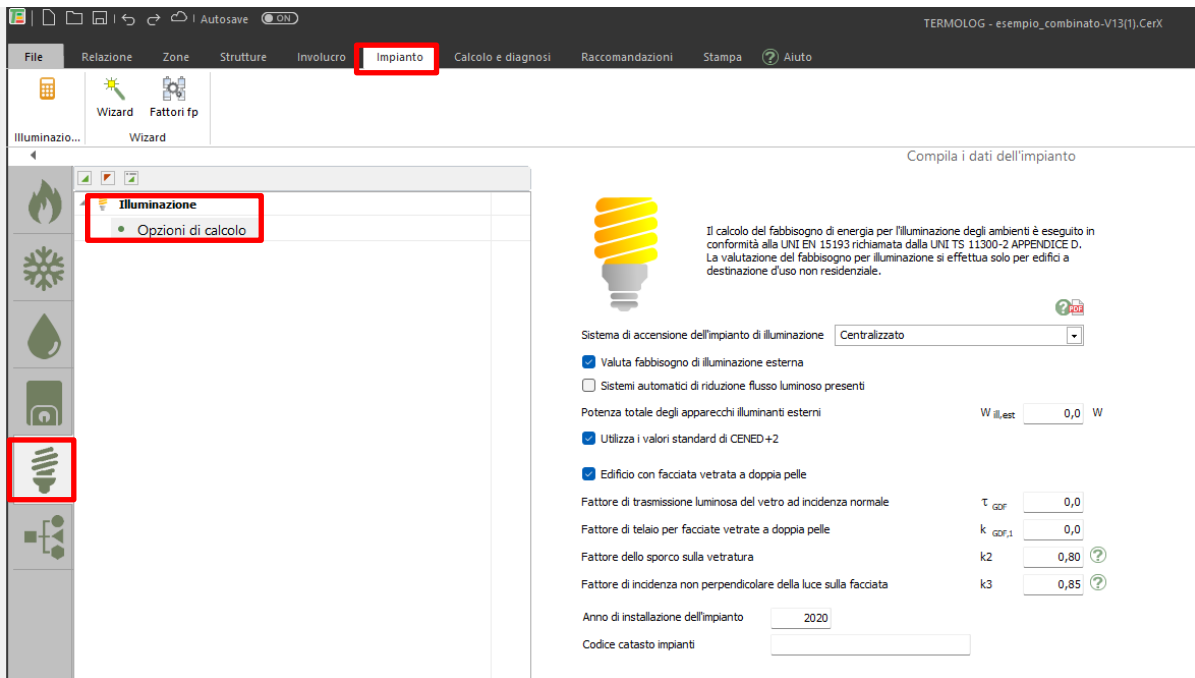 Autosave ON TERMOLOG - esempio_combinato-V13(1).CerX
File Relazione Zone Strutture Involucro Impianto Calcolo e diagnosi Raccomandazioni Stampa ? Aiuto
Wizard Fattori fp
Illuminazio... Wizard
Compila i dati dell'impianto
Illuminazione
Opzioni di calcolo
Il calcolo del fabbisogno di energia per l'illuminazione degli ambienti è eseguito in
conformità alla UNI EN 15193 richiamata dalla UNI TS 11300-2 APPENDICE D.
La valutazione del fabbisogno per illuminazione si effettua solo per edifici a
destinazione d'uso non residenziale.
? PDF
Sistema di accensione dell'impianto di illuminazione Centralizzato
Valuta fabbisogno di illuminazione esterna
Sistemi automatici di riduzione flusso luminoso presenti
Potenza totale degli apparecchi illuminanti esterni W ill,est 0,0 W
Utilizza i valori standard di CENED+2
Edificio con facciata vetrata a doppia pelle
Fattore di trasmissione luminosa del vetro ad incidenza normale τ GDF 0,0
Fattore di telaio per facciate vetrate a doppia pelle k GDF,1 0,0
Fattore dello sporco sulla vetratura k2 0,80 ?
Fattore di incidenza non perpendicolare della luce sulla facciata k3 0,85 ?
Anno di installazione dell'impianto 2020
Codice catasto impianti